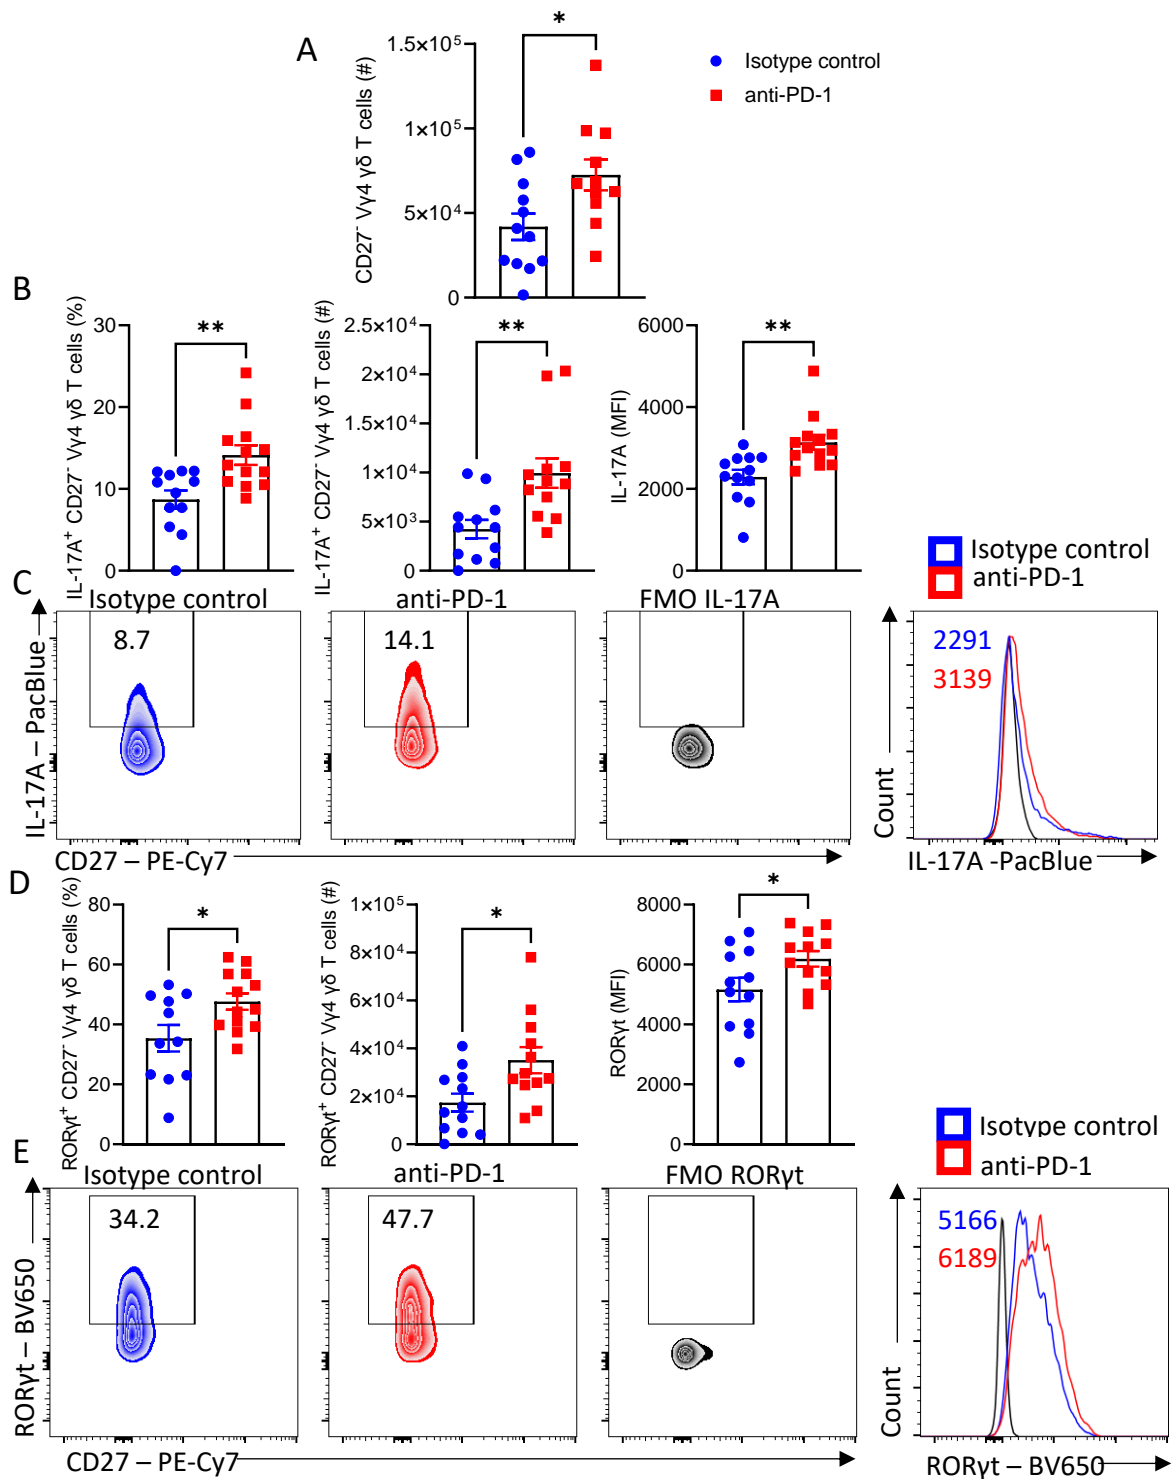 A
CD27⁻ Vγ4 γδ T cells (#)
1.5×10⁵
1×10⁵
5×10⁴
0
*
Isotype control
anti-PD-1
B
IL-17A⁺ CD27⁻ Vγ4 γδ T cells (%)
30
20
10
0
**
IL-17A⁺ CD27⁻ Vγ4 γδ T cells (#)
2.5×10⁴
2×10⁴
1.5×10⁴
1×10⁴
5×10³
0
**
IL-17A (MFI)
6000
4000
2000
0
**
Isotype control
anti-PD-1
C
Isotype control
anti-PD-1
FMO IL-17A
IL-17A – PacBlue
8.7
14.1
CD27 – PE-Cy7
Count
2291
3139
IL-17A -PacBlue
D
RORγt⁺ CD27⁻ Vγ4 γδ T cells (%)
80
60
40
20
0
*
RORγt⁺ CD27⁻ Vγ4 γδ T cells (#)
1×10⁵
8×10⁴
6×10⁴
4×10⁴
2×10⁴
0
*
RORγt (MFI)
8000
6000
4000
2000
0
*
Isotype control
anti-PD-1
E
Isotype control
anti-PD-1
FMO RORγt
RORγt – BV650
34.2
47.7
CD27 – PE-Cy7
Count
5166
6189
RORγt – BV650